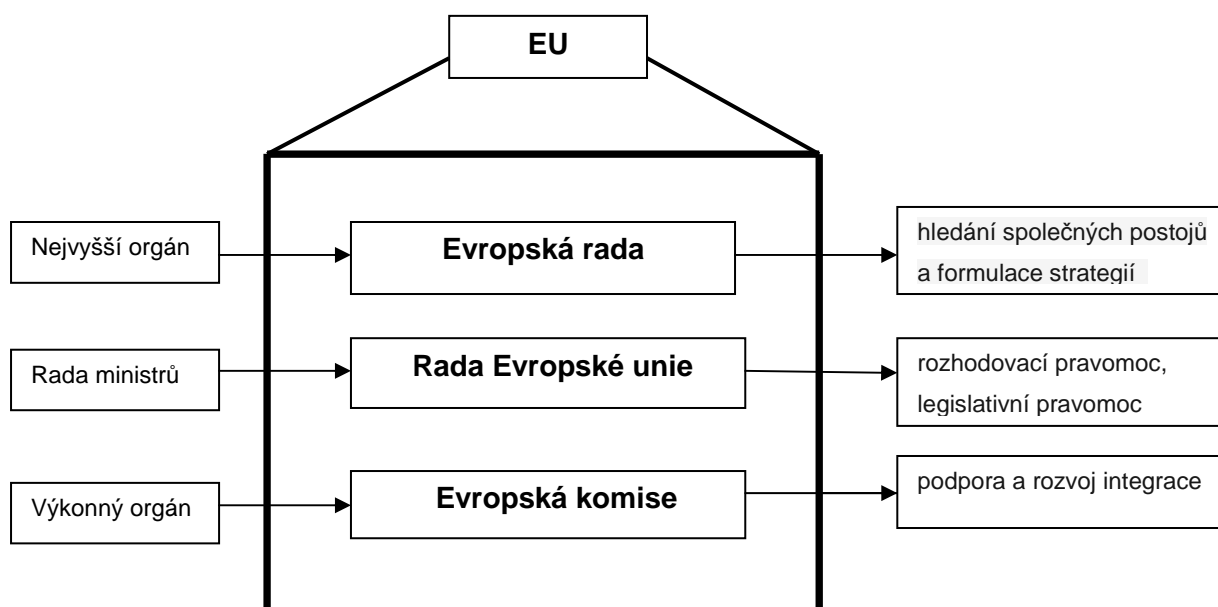 EU
Nejvyšší orgán
Evropská rada
hledání společných postojů
a formulace strategií
Rada ministrů
Rada Evropské unie
rozhodovací pravomoc,
legislativní pravomoc
Výkonný orgán
Evropská komise
podpora a rozvoj integrace